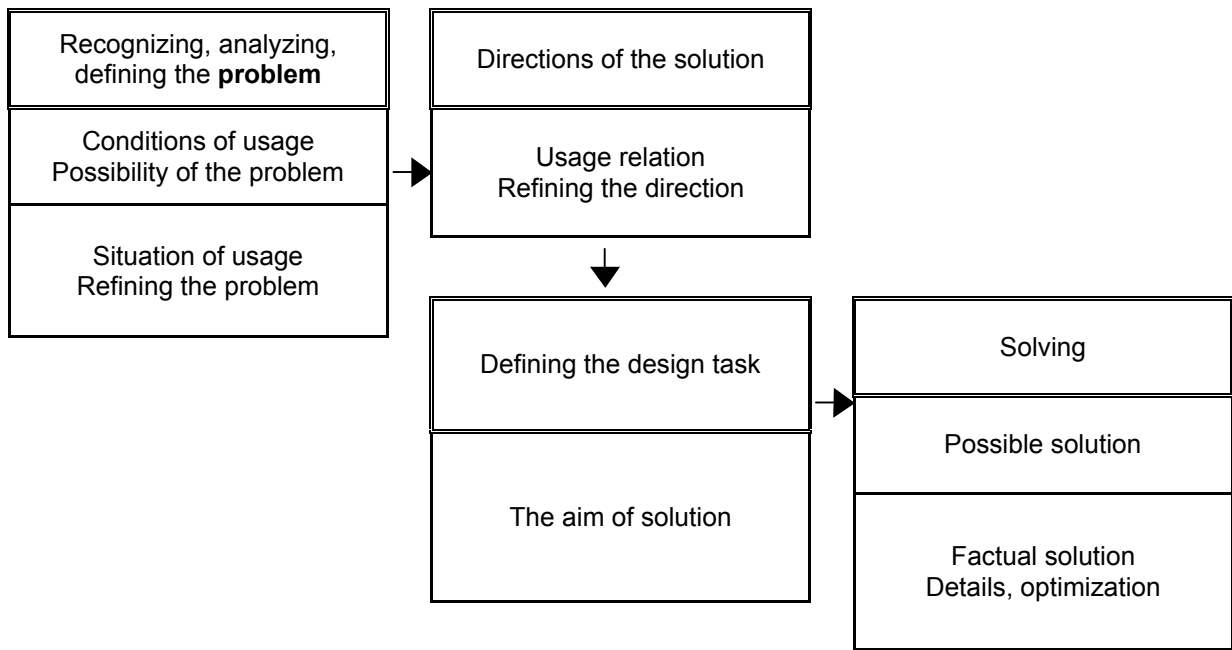 Recognizing, analyzing,
defining the problem
Conditions of usage
Possibility of the problem
Situation of usage
Refining the problem
Directions of the solution
Usage relation
Refining the direction
Defining the design task
The aim of solution
Solving
Possible solution
Factual solution
Details, optimization